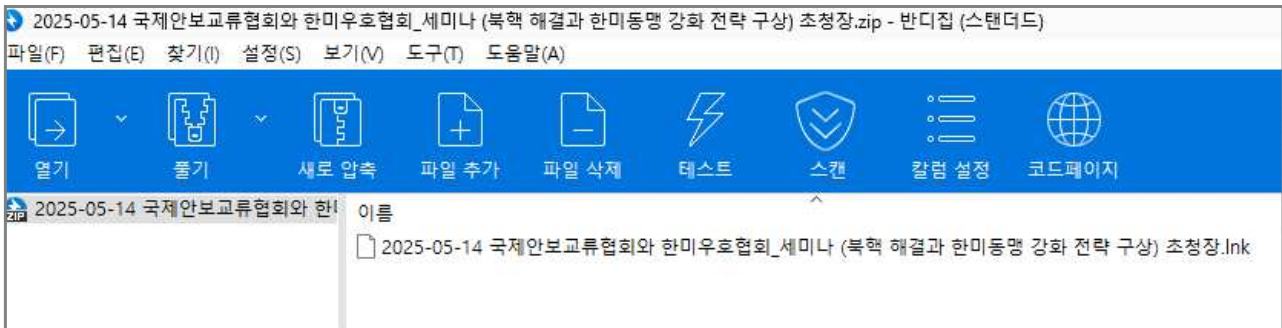 2025-05-14 국제안보교류협회와 한미우호협회_세미나 (북핵 해결과 한미동맹 강화 전략 구상) 초청장.zip - 반디집 (스탠더드)
파일(F) 편집(E) 찾기(I) 설정(S) 보기(V) 도구(T) 도움말(A)
열기 풀기 새로 압축 파일 추가 파일 삭제 테스트 스캔 칼럼 설정 코드페이지
ZIP 2025-05-14 국제안보교류협회와 한 이름
2025-05-14 국제안보교류협회와 한미우호협회_세미나 (북핵 해결과 한미동맹 강화 전략 구상) 초청장.lnk